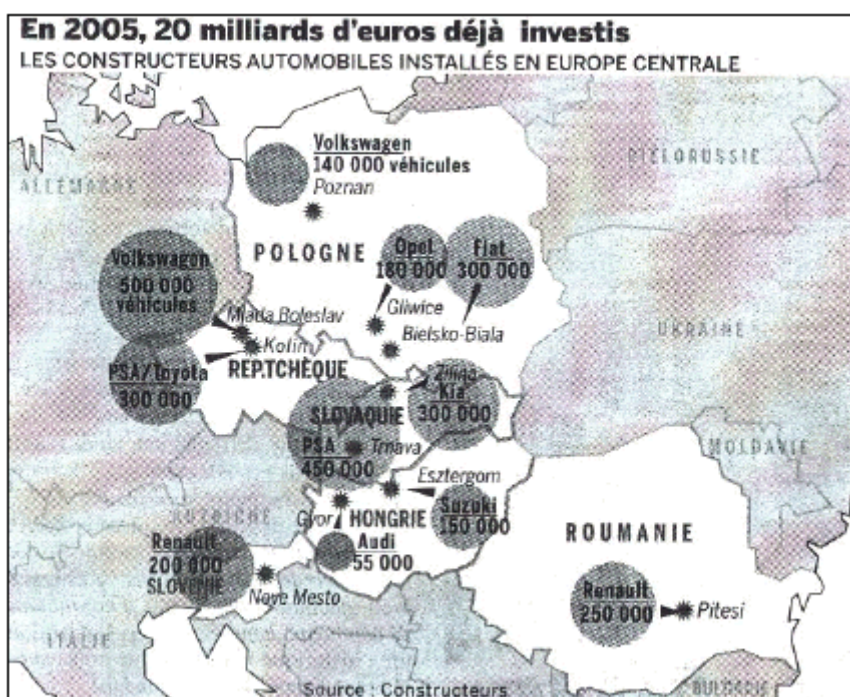 En 2005, 20 milliards d'euros déjà investis
LES CONSTRUCTEURS AUTOMOBILES INSTALLÉS EN EUROPE CENTRALE
Volkswagen
140 000 véhicules
Poznan
BIELORUSSIE
ALLEMAGNE
POLOGNE
Opel
180 000
Fiat
300 000
Volkswagen
500 000
véhicules
Gliwice
Mlada Boleslav
Bielsko-Biala
UKRAINE
Kolin
PSA/Toyota
300 000
REP.TCHÈQUE
Zilina
Kia
300 000
SLOVAQUIE
PSA
450 000
Trnava
MOLDAVIE
Esztergom
AUTRICHE
Gyor
HONGRIE
Suzuki
150 000
Audi
55 000
ROUMANIE
Renault
200 000
SLOVENIE
Nove Mesto
Renault
250 000
Pitesi
ITALIE
Source : Constructeurs
BULGARIE